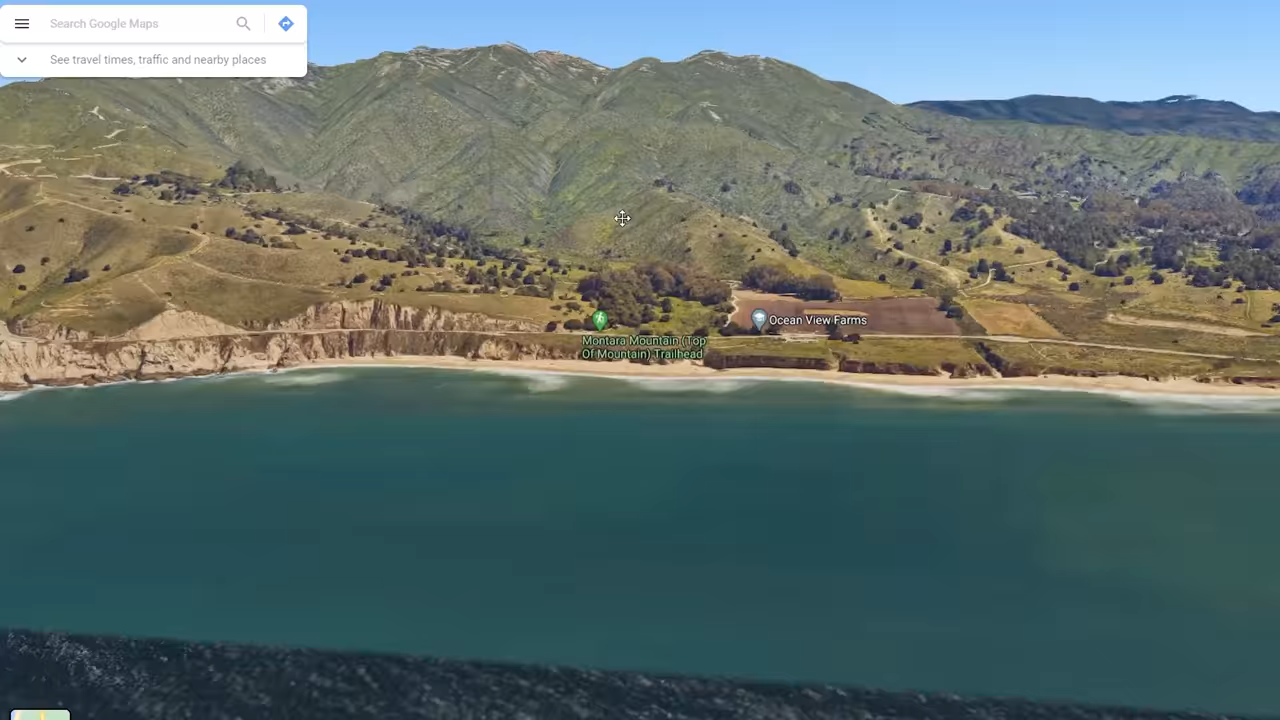 Search Google Maps
See travel times, traffic and nearby places
Ocean View Farms
Montara Mountain (Top
Of Mountain) Trailhead